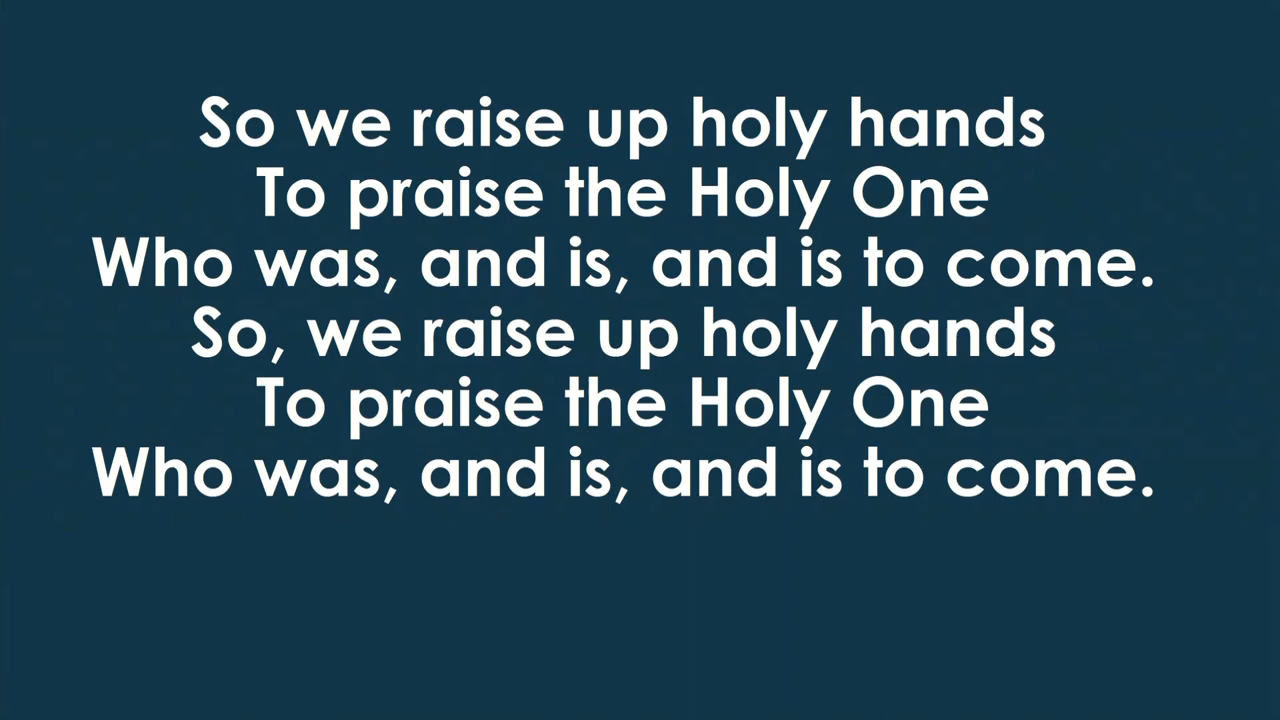 So we raise up holy hands
To praise the Holy One
Who was, and is, and is to come.
So, we raise up holy hands
To praise the Holy One
Who was, and is, and is to come.